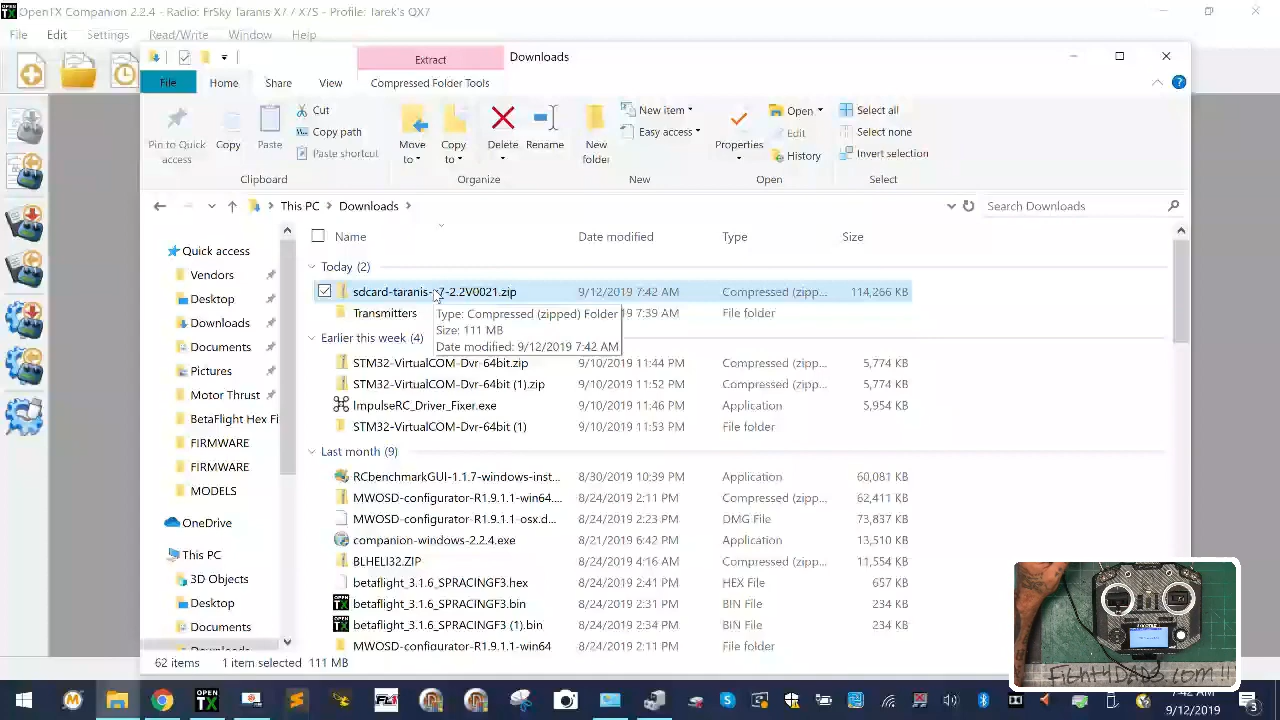 OpenTX Companion 2.2.4 - Radio: FrSky Taranis X7 / X7S - Profile: Tarek's QX7
File Edit Settings Read/Write Window Help
Extract Downloads
File Home Share View Compressed Folder Tools
Pin to Quick access
Copy
Paste
Cut
Copy path
Paste shortcut
Move to
Copy to
Delete
Rename
New folder
New item
Easy access
Properties
Open
Edit
History
Select all
Select none
Invert selection
Clipboard Organize New Open Select
This PC Downloads Search Downloads
Name Date modified Type Size
Quick access
Vendors
Desktop
Downloads
Documents
Pictures
Motor Thrust
BetaFlight Hex Fi
FIRMWARE
FIRMWARE
MODELS
OneDrive
This PC
3D Objects
Desktop
Documents
Today (2)
sdcard-taranis-x7-2.2V0021.zip 9/12/2019 7:42 AM Compressed (zipp... 114,286 KB
Transmitters 7:39 AM File folder
Type: Compressed (zipped) Folder
Size: 111 MB
Date modified: 9/12/2019 7:42 AM
Earlier this week (4)
STM32-VirtualCOM-Dvr-64bit.zip 9/10/2019 11:44 PM Compressed (zipp... 5,774 KB
STM32-VirtualCOM-Dvr-64bit (1).zip 9/10/2019 11:52 PM Compressed (zipp... 5,774 KB
ImpulseRC_Driver_Fixer.exe 9/10/2019 11:46 PM Application 5,954 KB
STM32-VirtualCOM-Dvr-64bit (1) 9/10/2019 11:53 PM File folder
Last month (9)
RCbenchmarkGUI-1.1.7-windows-inst... 8/30/2019 10:39 PM Application 60,081 KB
MWOSD-configurator-R1.9.1.1-win64.... 8/24/2019 2:11 PM Compressed (zipp... 62,411 KB
MWOSD-configurator-R1.9.1.1-osx.d... 8/24/2019 2:23 PM DMG File 73,837 KB
companion-windows-2.2.4.exe 8/21/2019 6:42 PM Application 13,510 KB
BLHELI32.ZIP 8/24/2019 4:16 AM Compressed (zipp... 11,554 KB
betaflight_3.1.6_SPRACINGF3.hex 8/24/2019 2:41 PM HEX File 657 KB
betaflight_3.1.6_SPRACINGF3.bin 8/24/2019 2:31 PM BIN File 234 KB
betaflight_3.1.6_SPRACINGF3 (1).bin 8/24/2019 2:34 PM BIN File 234 KB
MWOSD-configurator-R1.9.1.1-win64 8/24/2019 2:11 PM File folder
62 items 1 item selected 111 MB
OPEN TX
7:42 AM
9/12/2019
3